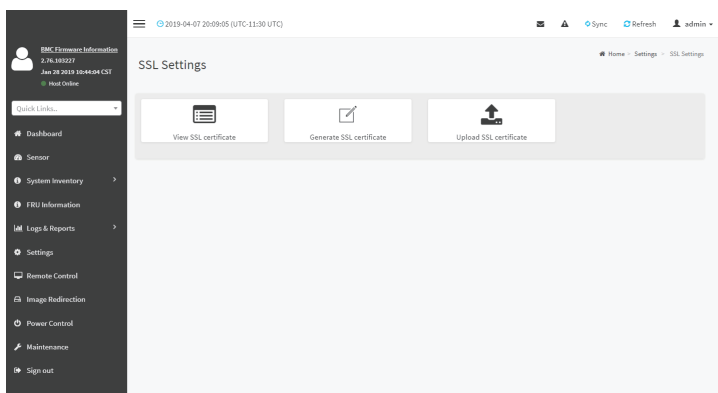 2019-04-07 20:09:05 (UTC-11:30 UTC)
Sync
Refresh
admin
BMC Firmware Information
2.76.103227
Jan 28 2019 10:44:04 CST
Host Online
Quick Links..
Dashboard
Sensor
System Inventory
FRU Information
Logs & Reports
Settings
Remote Control
Image Redirection
Power Control
Maintenance
Sign out
SSL Settings
Home > Settings > SSL Settings
View SSL certificate
Generate SSL certificate
Upload SSL certificate